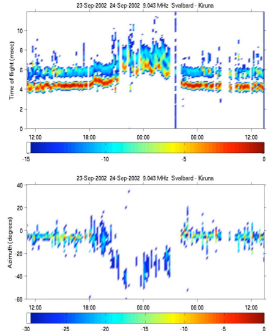 23-Sep-2002 24-Sep-2002 9.043 MHz Svalbard - Kiruna
Time of flight (msec)
10
8
6
4
2
0
12:00 18:00 00:00 06:00 12:00
-15 -10 -5 0
23-Sep-2002 24-Sep-2002 9.043 MHz Svalbard - Kiruna
Azimuth (degrees)
40
20
0
-20
-40
-60
12:00 18:00 00:00 06:00 12:00
-30 -25 -20 -15 -10 -5 0